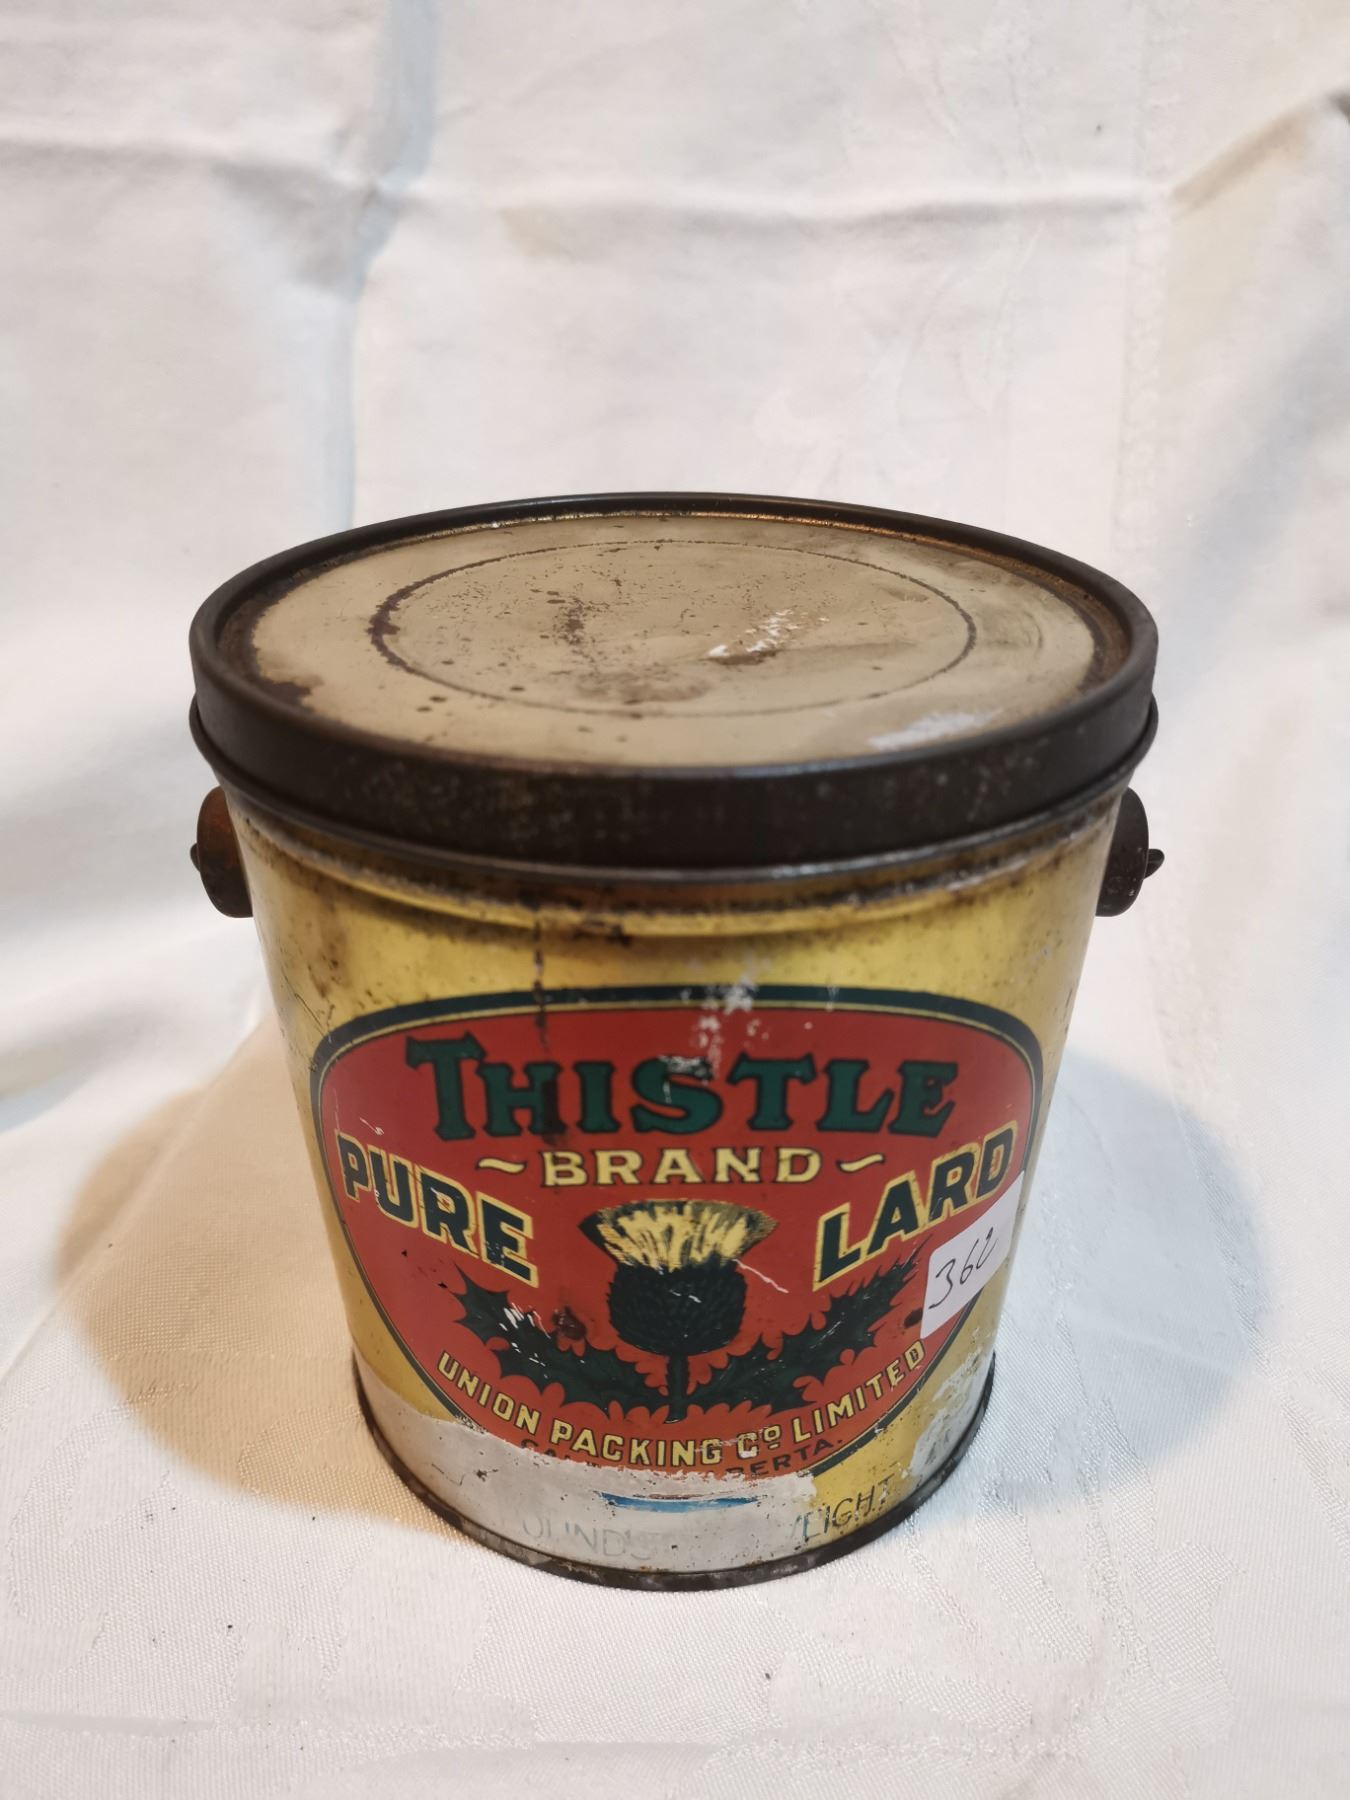 THISTLE
~BRAND~
PURE LARD
362
UNION PACKING Cº LIMITED